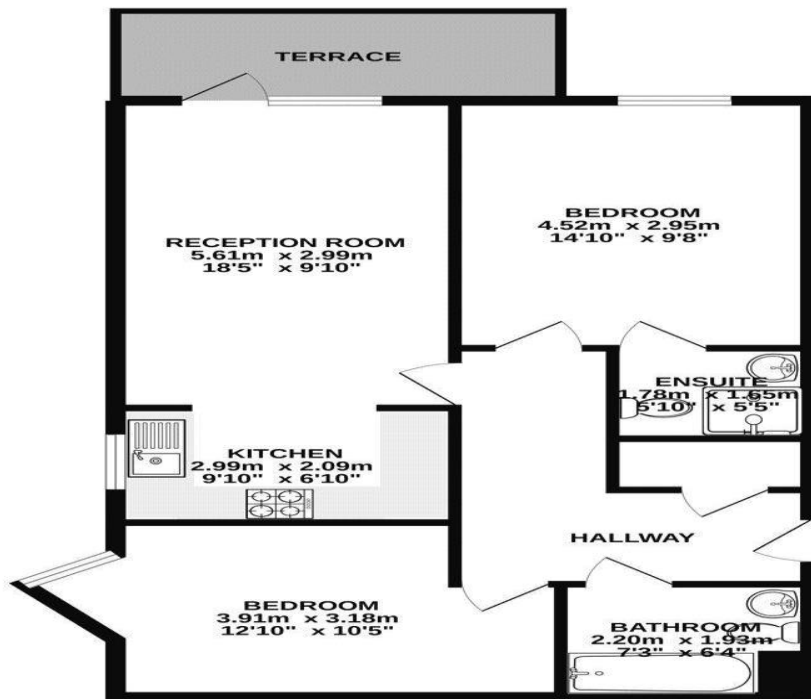 TERRACE
RECEPTION ROOM
5.61m x 2.99m
18'5" x 9'10"
BEDROOM
4.52m x 2.95m
14'10" x 9'8"
ENSUITE
1.78m x 1.65m
5'10" x 5'5"
KITCHEN
2.99m x 2.09m
9'10" x 6'10"
HALLWAY
BEDROOM
3.91m x 3.18m
12'10" x 10'5"
BATHROOM
2.20m x 1.93m
7'3" x 6'4"